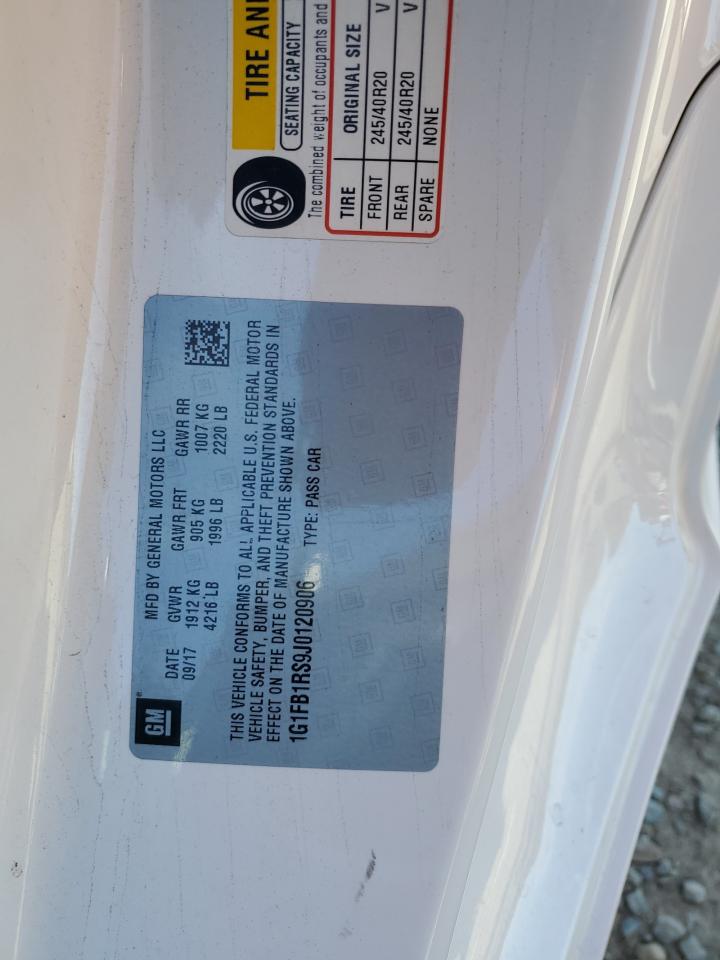 GM
MFD BY GENERAL MOTORS LLC
DATE GVWR GAWR FRT GAWR RR
09/17 1912 KG 905 KG 1007 KG
4216 LB 1996 LB 2220 LB
THIS VEHICLE CONFORMS TO ALL APPLICABLE U.S. FEDERAL MOTOR
VEHICLE SAFETY, BUMPER, AND THEFT PREVENTION STANDARDS IN
EFFECT ON THE DATE OF MANUFACTURE SHOWN ABOVE.
1G1FB1RS9J0120906 TYPE: PASS CAR
TIRE AN
SEATING CAPACITY
The combined weight of occupants and
TIRE ORIGINAL SIZE
FRONT 245/40R20 V
REAR 245/40R20 V
SPARE NONE